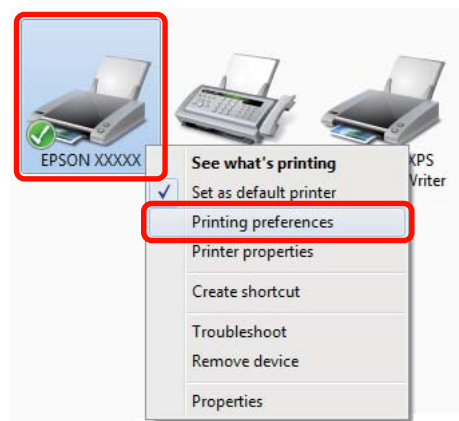 EPSON XXXXX
XPS
Writer
See what's printing
Set as default printer
Printing preferences
Printer properties
Create shortcut
Troubleshoot
Remove device
Properties